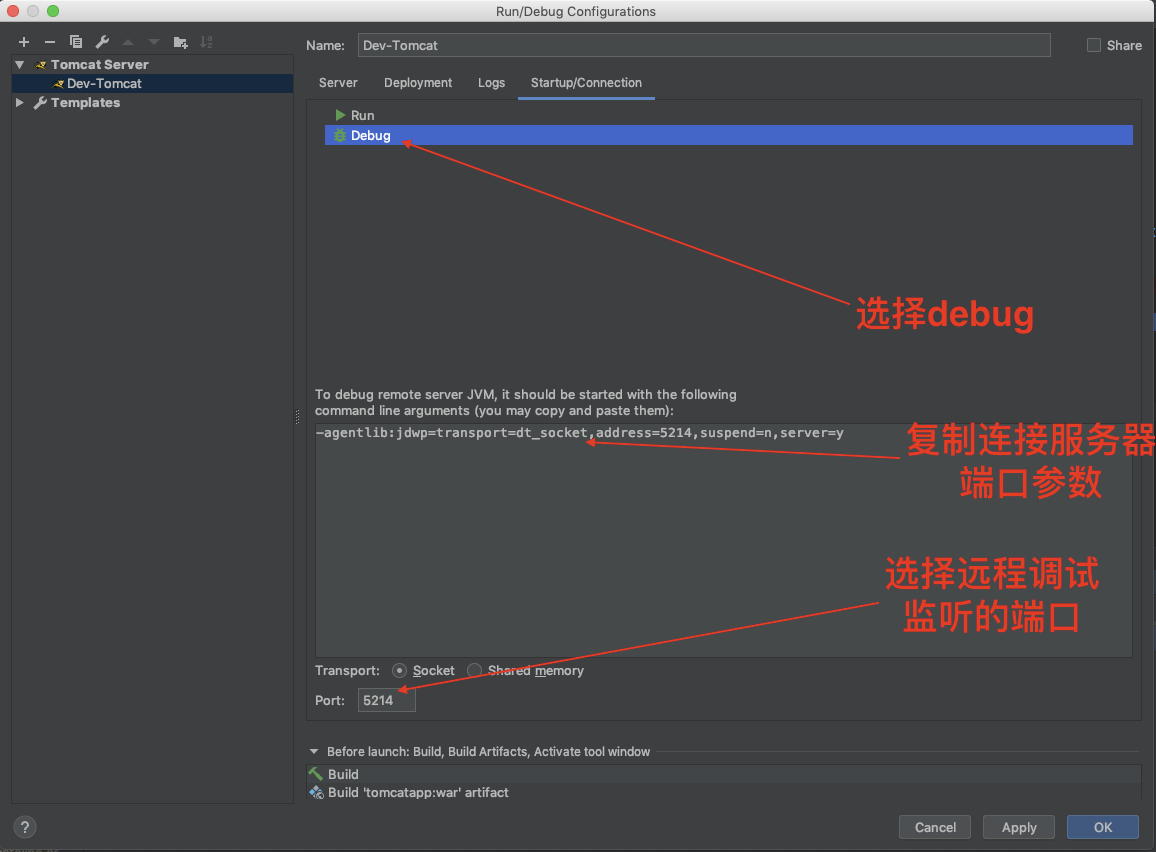 Run/Debug Configurations
Name: Dev-Tomcat Share
Tomcat Server
Dev-Tomcat
Templates
Server Deployment Logs Startup/Connection
Run
Debug
选择debug
To debug remote server JVM, it should be started with the following
command line arguments (you may copy and paste them):
-agentlib:jdwp=transport=dt_socket,address=5214,suspend=n,server=y
复制连接服务器
端口参数
选择远程调试
监听的端口
Transport: Socket Shared memory
Port: 5214
Before launch: Build, Build Artifacts, Activate tool window
Build
Build 'tomcatapp:war' artifact
? Cancel Apply OK